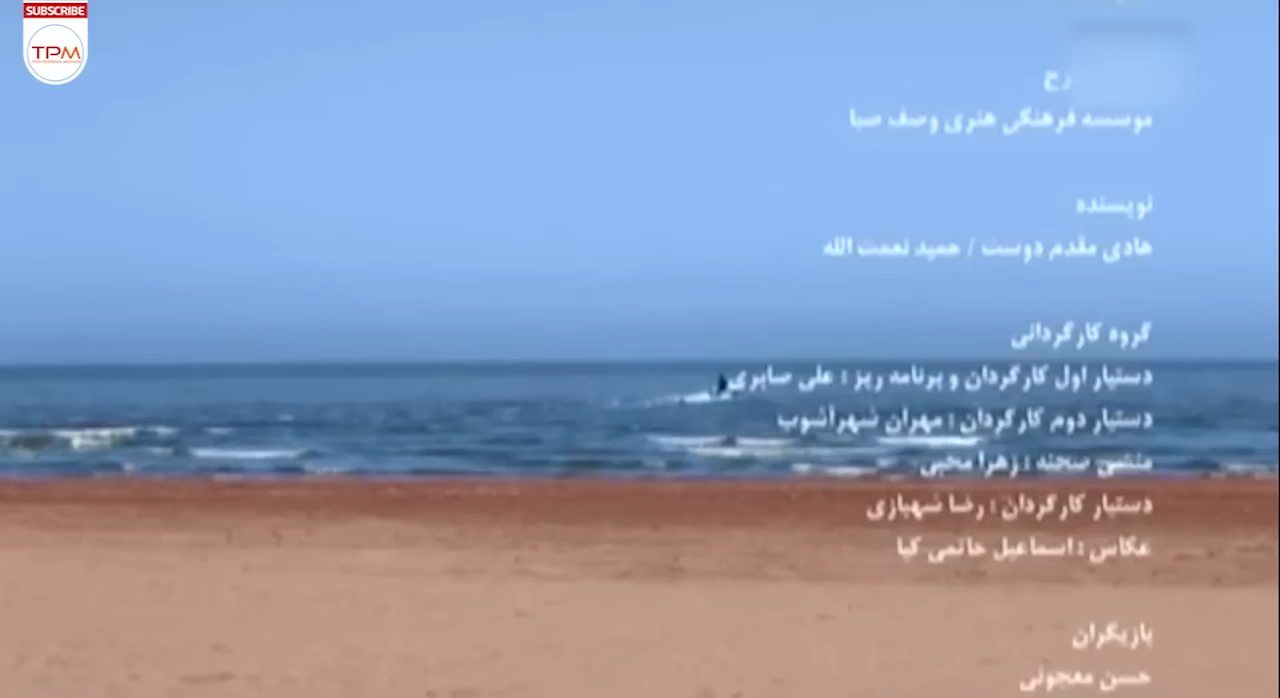 SUBSCRIBE
TPM
رج
موسسه فرهنگی هنری وصف صبا
نویسنده
هادی مقدم دوست / حمید نعمت الله
گروه کارگردانی
دستیار اول کارگردان و برنامه ریز : علی صابری
دستیار دوم کارگردان : مهران شهرآشوب
منشی صحنه : زهرا محبی
دستیار کارگردان : رضا شهبازی
عکاس : اسماعیل حاتمی کیا
بازیگران
حسن معجونی